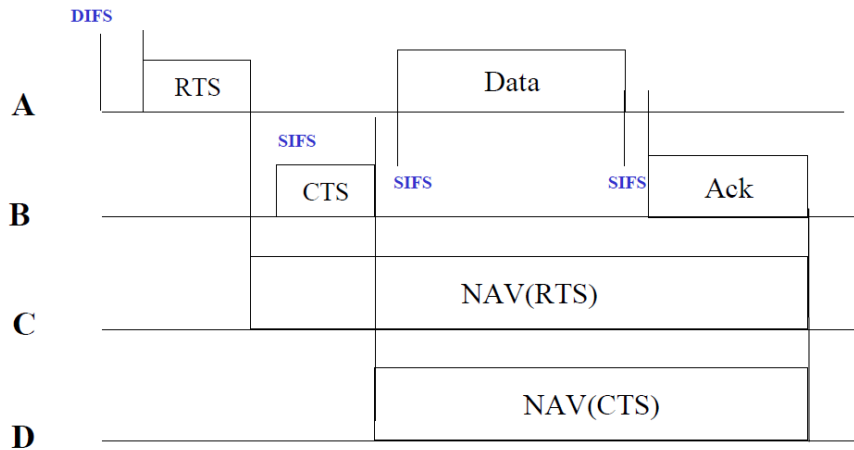 DIFS
RTS
Data
A
SIFS
CTS
SIFS
SIFS
Ack
B
NAV(RTS)
C
NAV(CTS)
D